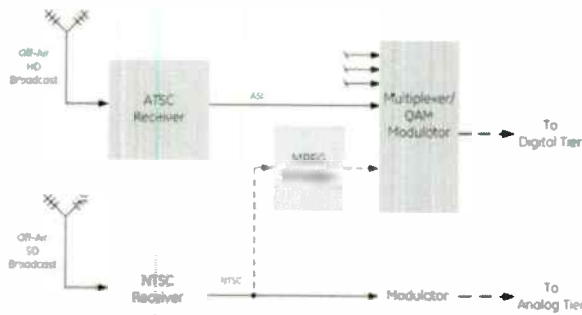 Off-Air
HD
Broadcast
ATSC
Receiver
ASI
Multiplexer/
QAM
Modulator
To
Digital Tier
MPEG
Off-Air
SD
Broadcast
NTSC
Receiver
NTSC
Modulator
To
Analog Tier